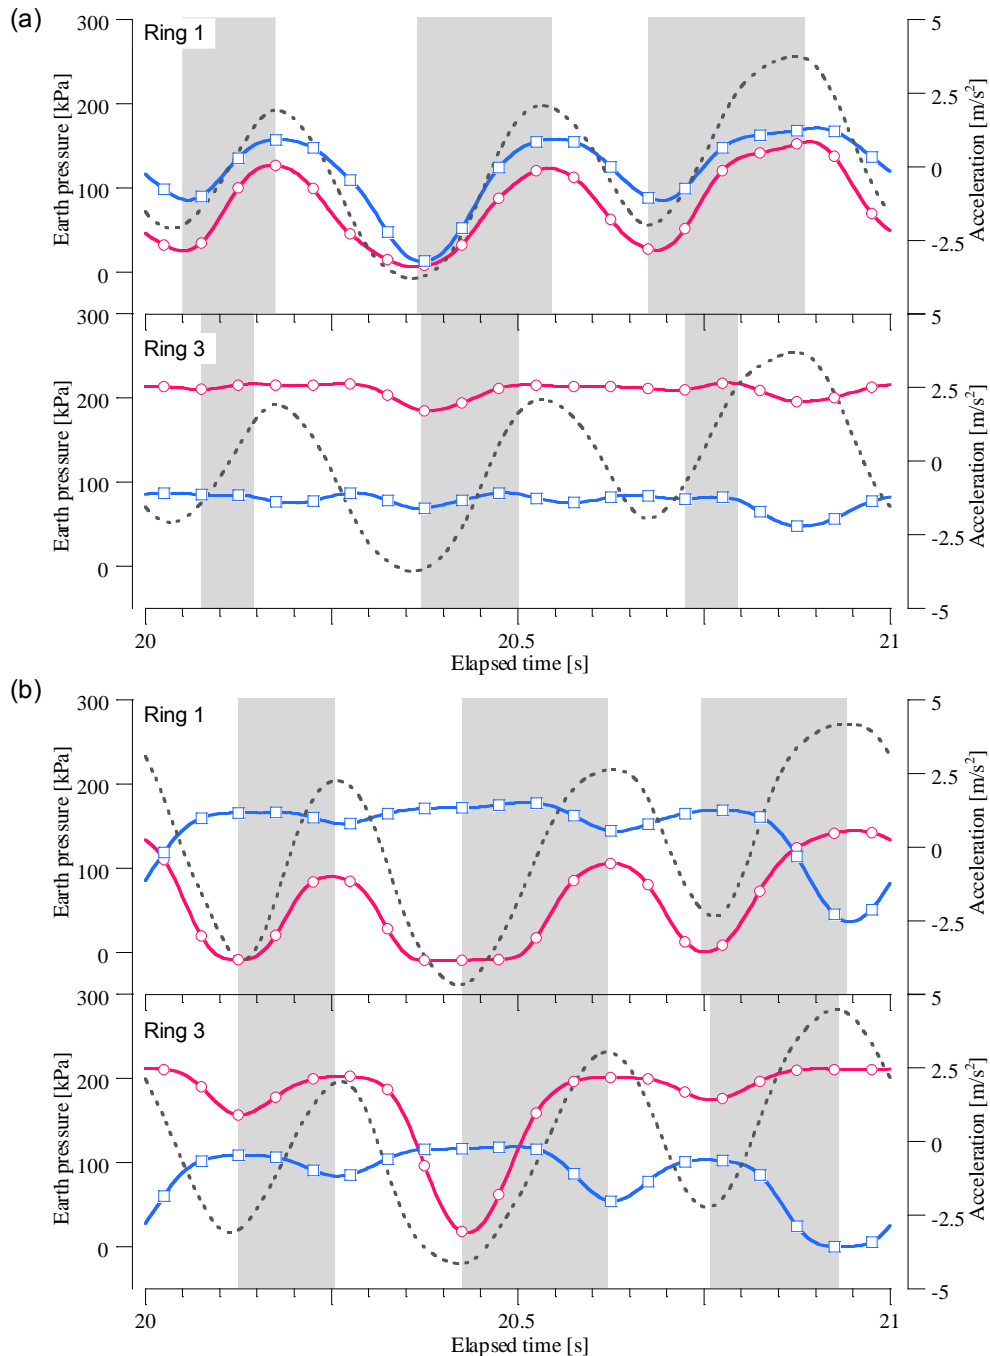 (a)
Ring 1
300
200
100
0
Earth pressure [kPa]
5
2.5
0
-2.5
-5
Acceleration [m/s²]
Ring 3
300
200
100
0
Earth pressure [kPa]
5
2.5
0
-2.5
-5
Acceleration [m/s²]
20
20.5
21
Elapsed time [s]
(b)
Ring 1
300
200
100
0
Earth pressure [kPa]
5
2.5
0
-2.5
5
Acceleration [m/s²]
Ring 3
300
200
100
0
Earth pressure [kPa]
2.5
0
-2.5
-5
Acceleration [m/s²]
20
20.5
21
Elapsed time [s]